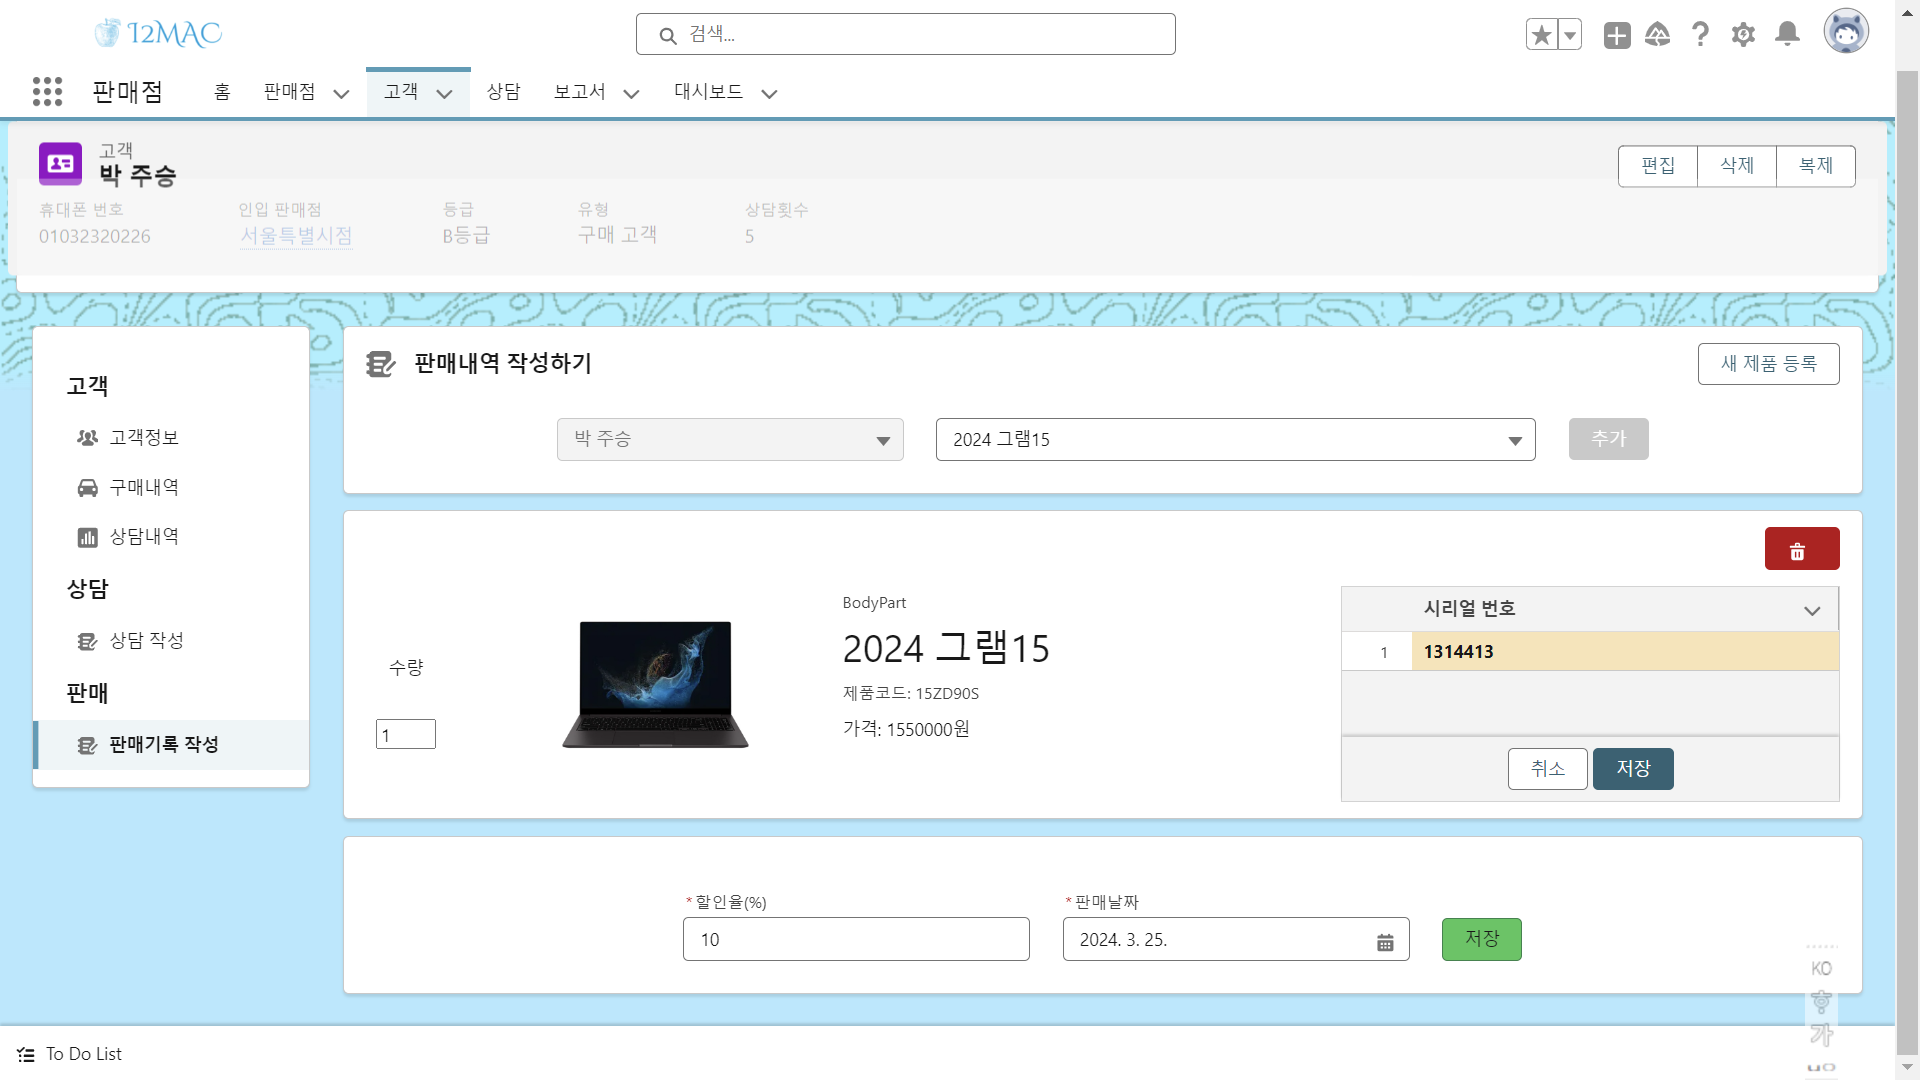 I2MAC
검색...
판매점
홈
판매점
고객
상담
보고서
대시보드
고객
박 주승
편집
삭제
복제
휴대폰 번호
인입 판매점
등급
유형
상담횟수
01032320226
서울특별시점
B등급
구매 고객
5
고객
고객정보
구매내역
상담내역
상담
상담 작성
판매
판매기록 작성
판매내역 작성하기
새 제품 등록
박 주승
2024 그램15
추가
수량
1
BodyPart
2024 그램15
제품코드: 15ZD90S
가격: 1550000원
시리얼 번호
1
1314413
취소
저장
*할인율(%)
10
*판매날짜
2024. 3. 25.
저장
KO
가
To Do List